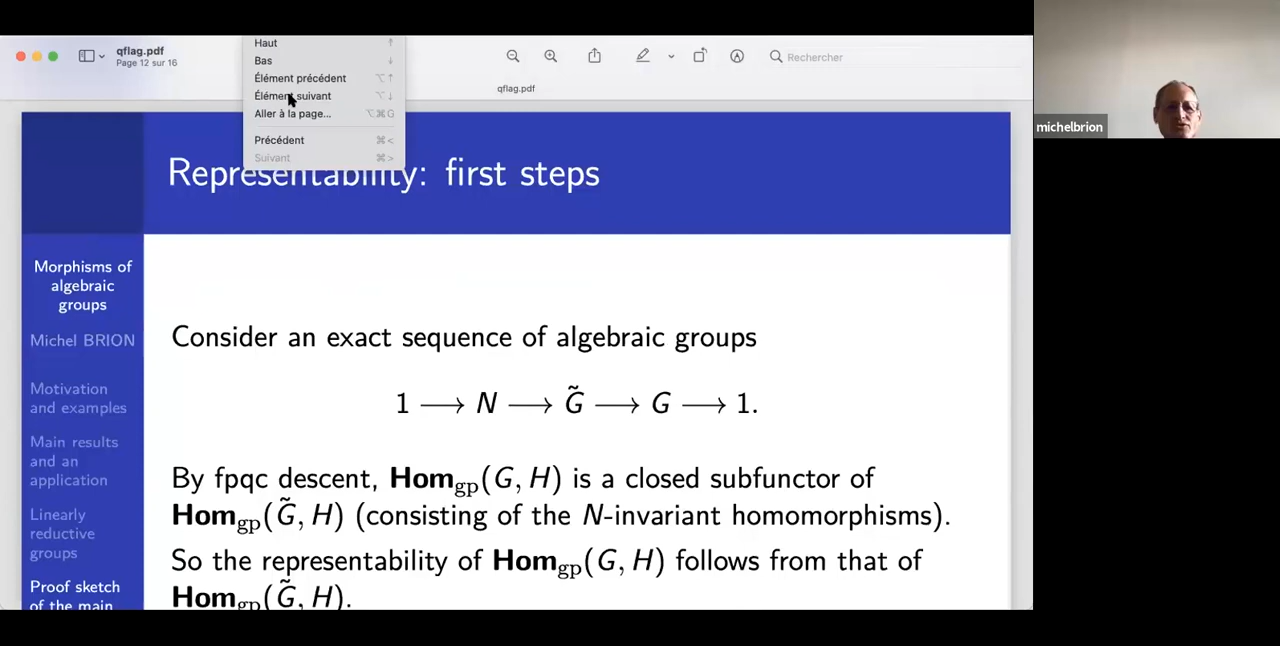 qflag.pdf
Page 12 sur 16
Haut ↑
Bas ↓
Élément précédent ⌥↑
Élément suivant ⌥↓
Aller à la page... ⌥⌘G
Précédent ⌘<
Suivant ⌘>
Rechercher
qflag.pdf
michelbrion
Representability: first steps
Morphisms of
algebraic
groups
Michel BRION
Motivation
and examples
Main results
and an
application
Linearly
reductive
groups
Proof sketch
of the main
Consider an exact sequence of algebraic groups
1 ⟶ N ⟶ G̃ ⟶ G ⟶ 1.
By fpqc descent, Hom_gp(G, H) is a closed subfunctor of
Hom_gp(G̃, H) (consisting of the N-invariant homomorphisms).
So the representability of Hom_gp(G, H) follows from that of
Hom_gp(G̃, H).